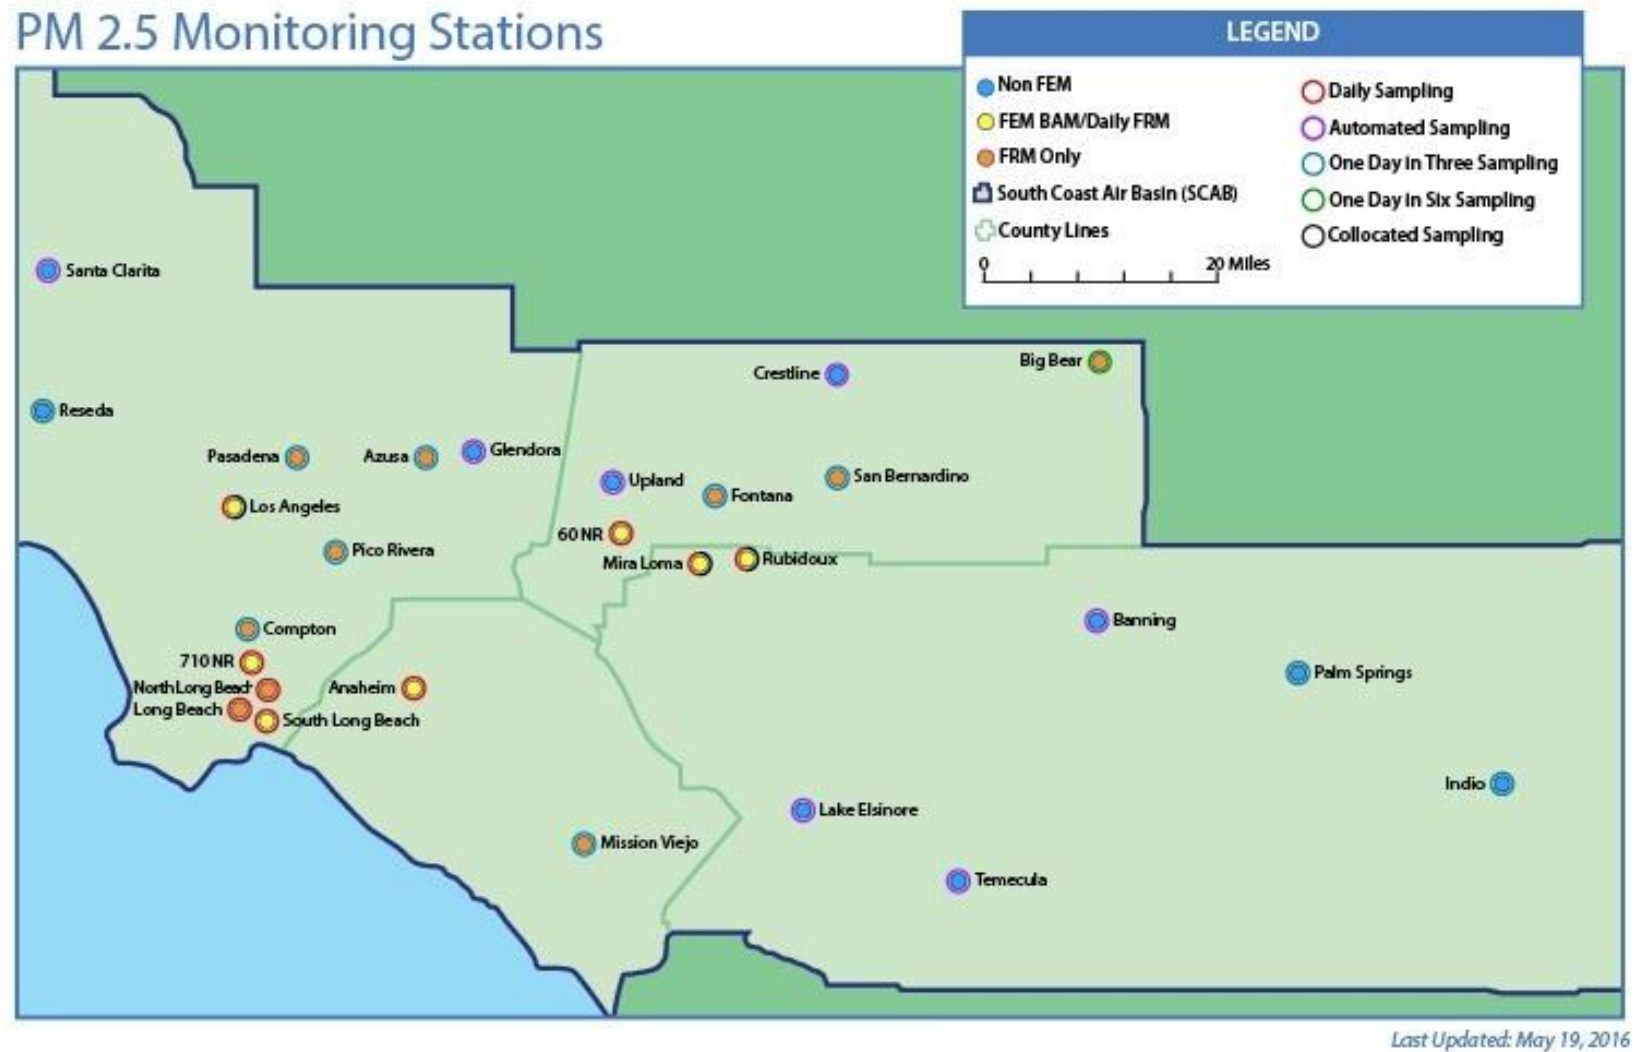 PM 2.5 Monitoring Stations
LEGEND
Non FEM
FEM BAM/Daily FRM
FRM Only
South Coast Air Basin (SCAB)
County Lines
0 20 Miles
Daily Sampling
Automated Sampling
One Day in Three Sampling
One Day in Six Sampling
Collocated Sampling
Santa Clarita
Big Bear
Crestline
Reseda
Pasadena
Azusa
Glendora
Upland
San Bernardino
Fontana
Los Angeles
60 NR
Pico Rivera
Mira Loma
Rubidoux
Banning
Compton
710 NR
Palm Springs
North Long Beach
Anaheim
Long Beach
South Long Beach
Indio
Lake Elsinore
Mission Viejo
Temecula
Last Updated: May 19, 2016